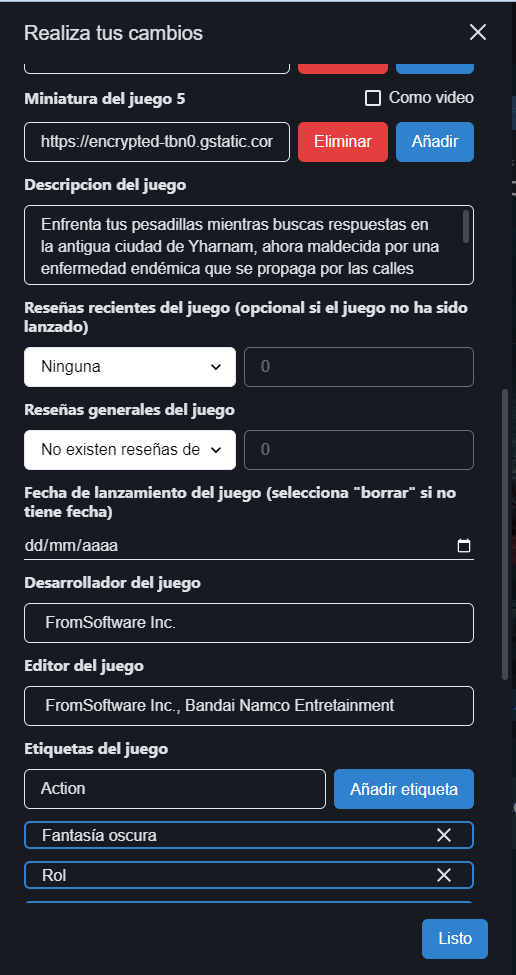 Realiza tus cambios
Miniatura del juego 5
Como video
https://encrypted-tbn0.gstatic.cor
Eliminar
Añadir
Descripcion del juego
Enfrenta tus pesadillas mientras buscas respuestas en
la antigua ciudad de Yharnam, ahora maldecida por una
enfermedad endémica que se propaga por las calles
Reseñas recientes del juego (opcional si el juego no ha sido
lanzado)
Ninguna
0
Reseñas generales del juego
No existen reseñas de
0
Fecha de lanzamiento del juego (selecciona "borrar" si no
tiene fecha)
dd/mm/aaaa
Desarrollador del juego
FromSoftware Inc.
Editor del juego
FromSoftware Inc., Bandai Namco Entretainment
Etiquetas del juego
Action
Añadir etiqueta
Fantasía oscura
Rol
Listo